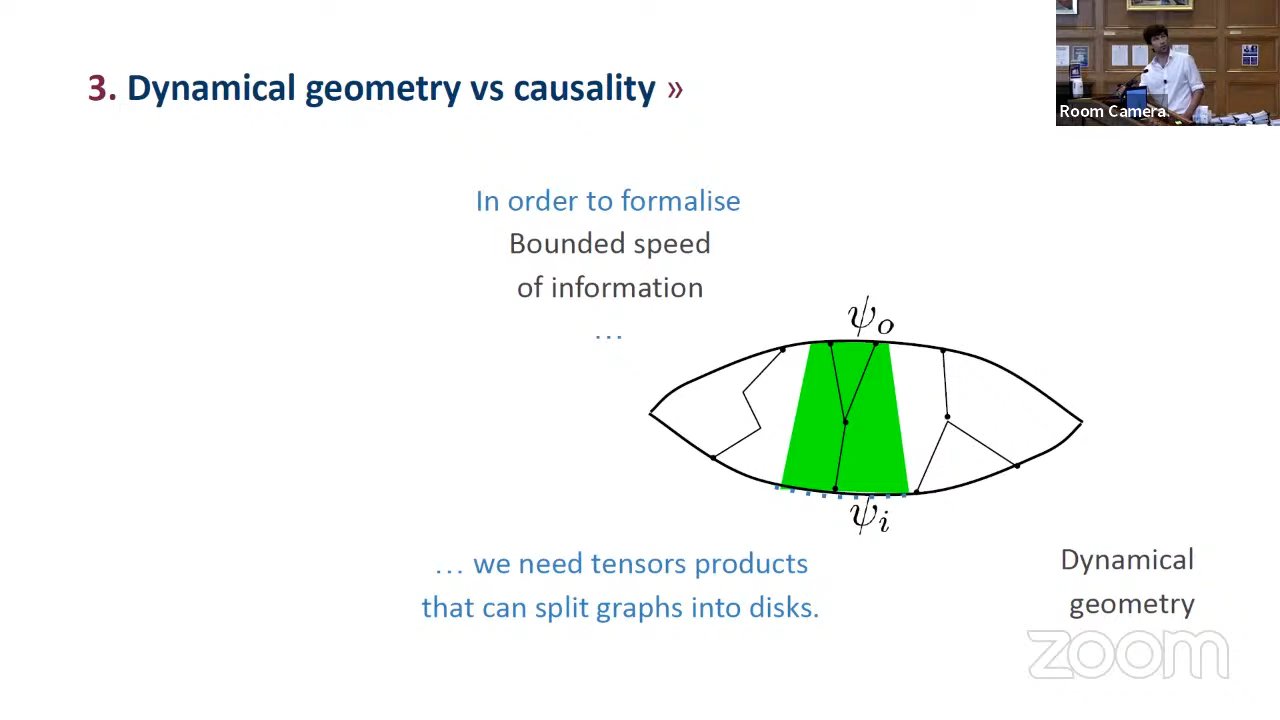 3. Dynamical geometry vs causality »
Room Camera
In order to formalise
Bounded speed
of information
…
ψo
ψi
… we need tensors products
that can split graphs into disks.
Dynamical
geometry
zoom